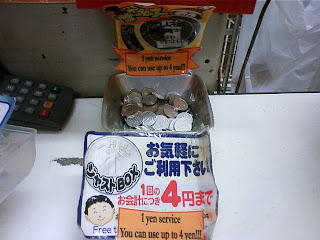 1 yen service
You can use up to 4 yen!!!
お気軽に
ご利用下さい
ジャストBOX
1回の
お会計につき
4円まで
Free
1 yen service
You can use up to 4 yen!!!